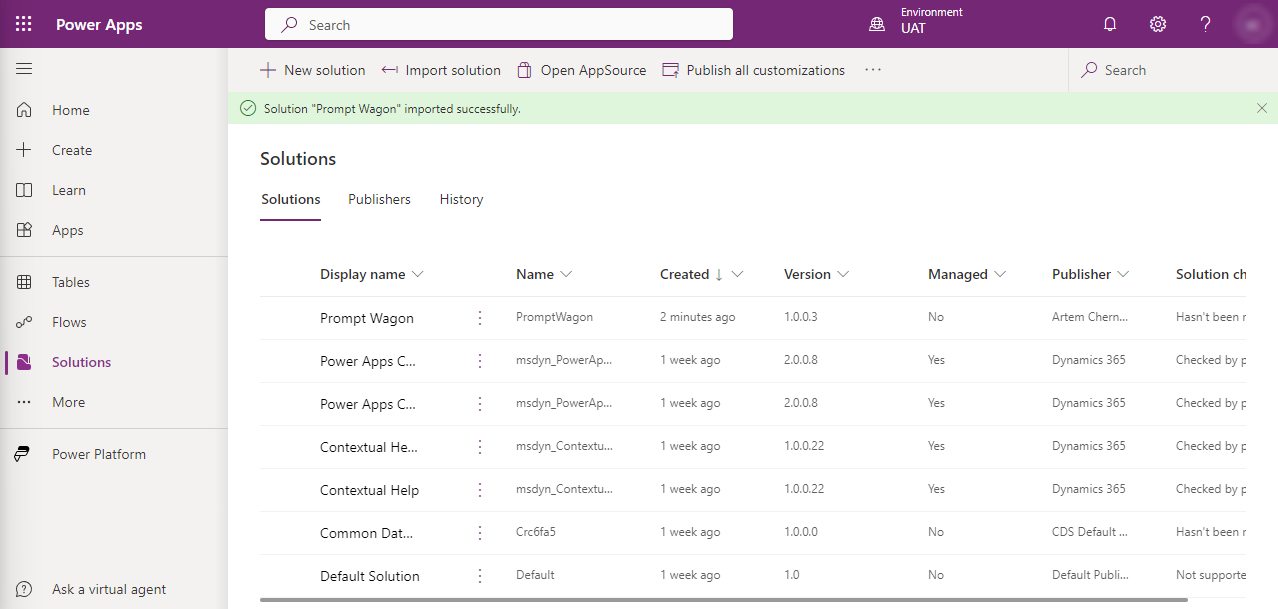 Power Apps
Search
Environment
UAT
New solution
Import solution
Open AppSource
Publish all customizations
Search
Solution "Prompt Wagon" imported successfully.
Home
Create
Learn
Apps
Tables
Flows
Solutions
More
Power Platform
Ask a virtual agent
Solutions
Solutions Publishers History
Display name Name Created Version Managed Publisher Solution ch
Prompt Wagon PromptWagon 2 minutes ago 1.0.0.3 No Artem Chern... Hasn't been r
Power Apps C... msdyn_PowerAp... 1 week ago 2.0.0.8 Yes Dynamics 365 Checked by p
Power Apps C... msdyn_PowerAp... 1 week ago 2.0.0.8 Yes Dynamics 365 Checked by p
Contextual He... msdyn_Contextu... 1 week ago 1.0.0.22 Yes Dynamics 365 Checked by p
Contextual Help msdyn_Contextu... 1 week ago 1.0.0.22 Yes Dynamics 365 Checked by p
Common Dat... Crc6fa5 1 week ago 1.0.0.0 No CDS Default ... Hasn't been r
Default Solution Default 1 week ago 1.0 No Default Publi... Not supporte